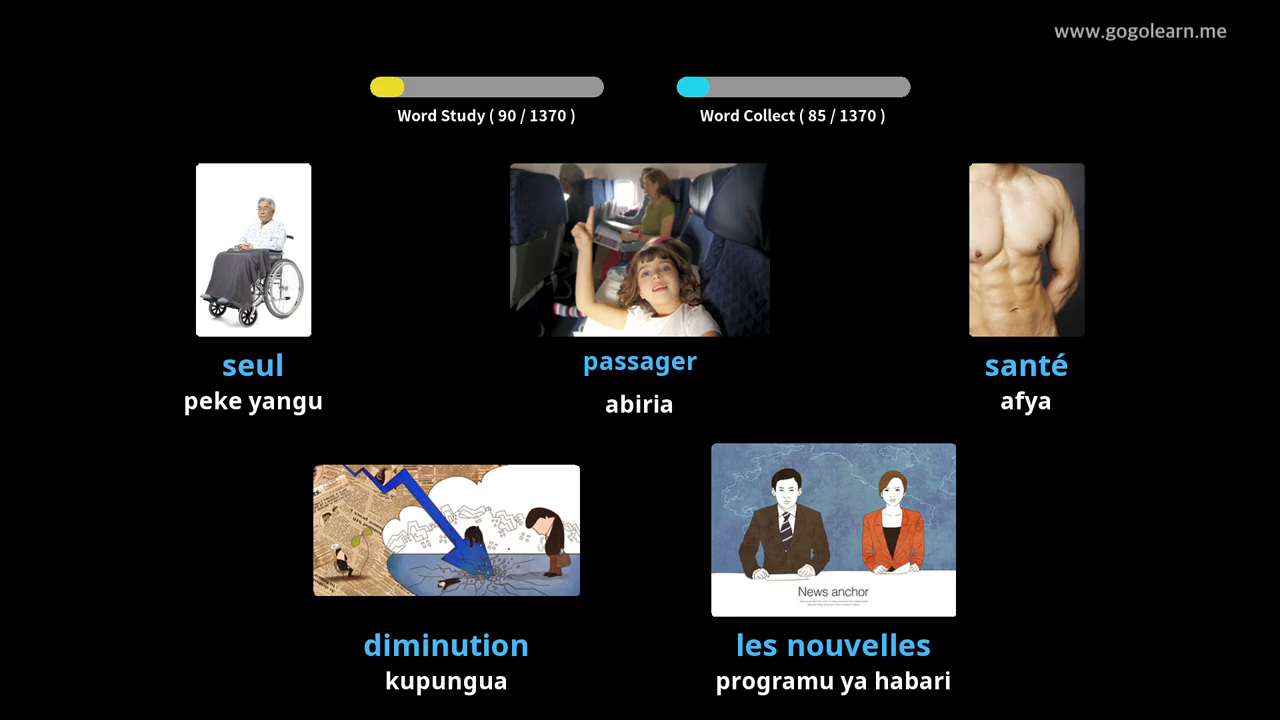 www.gogolearn.me
Word Study ( 90 / 1370 )
Word Collect ( 85 / 1370 )
seul
peke yangu
passager
abiria
santé
afya
diminution
kupungua
News anchor
les nouvelles
programu ya habari